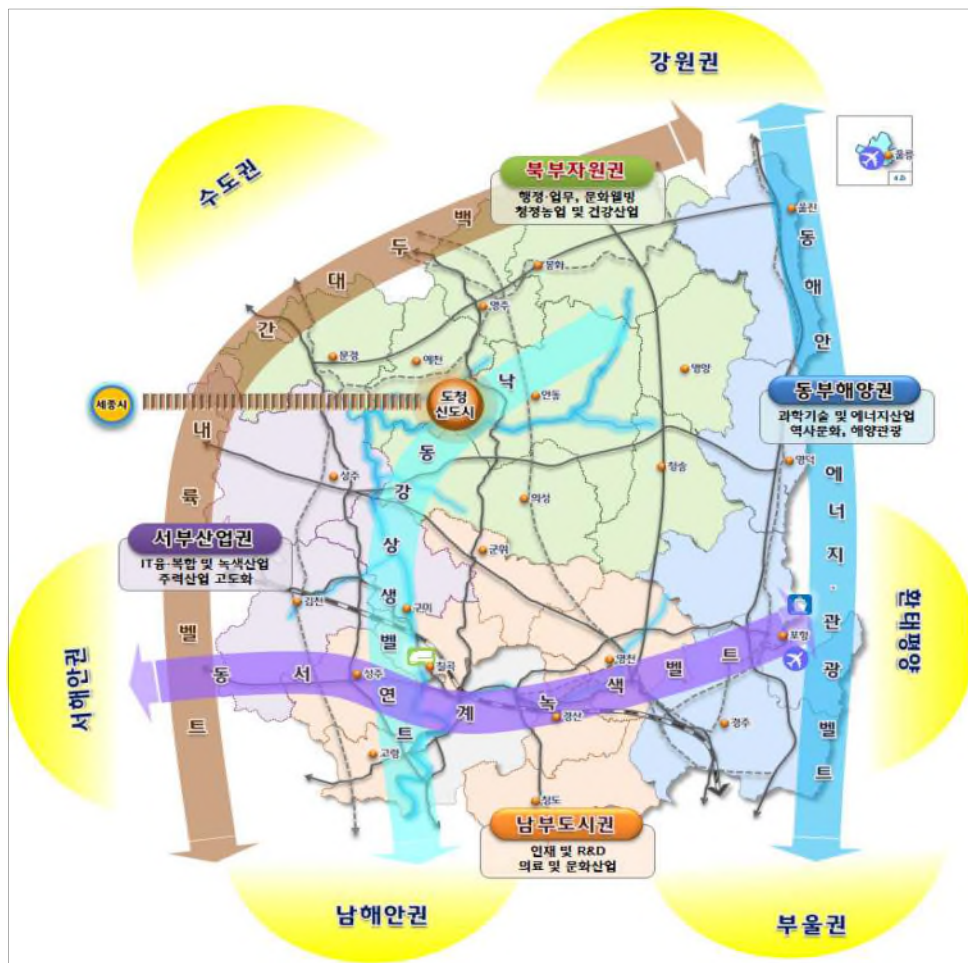 강원권
수도권
울릉
북부자원권
행정·업무, 문화웰빙
청정농업 및 건강산업
울진
봉화
영주
문경
예천
영양
안동
세종시
도청
신도시
동부해양권
과학기술 및 에너지산업
역사문화, 해양관광
영덕
청송
상주
의성
서부산업권
IT융·복합 및 녹색산업
주력산업 고도화
군위
김천
구미
포항
영천
칠곡
성주
경산
경주
고령
청도
환태평양
서해안권
남부도시권
인재 및 R&D
의료 및 문화산업
남해안권
부울권
백두대간내륙벨트
낙동강상생벨트
동서연계녹색벨트
동해안에너지·관광벨트